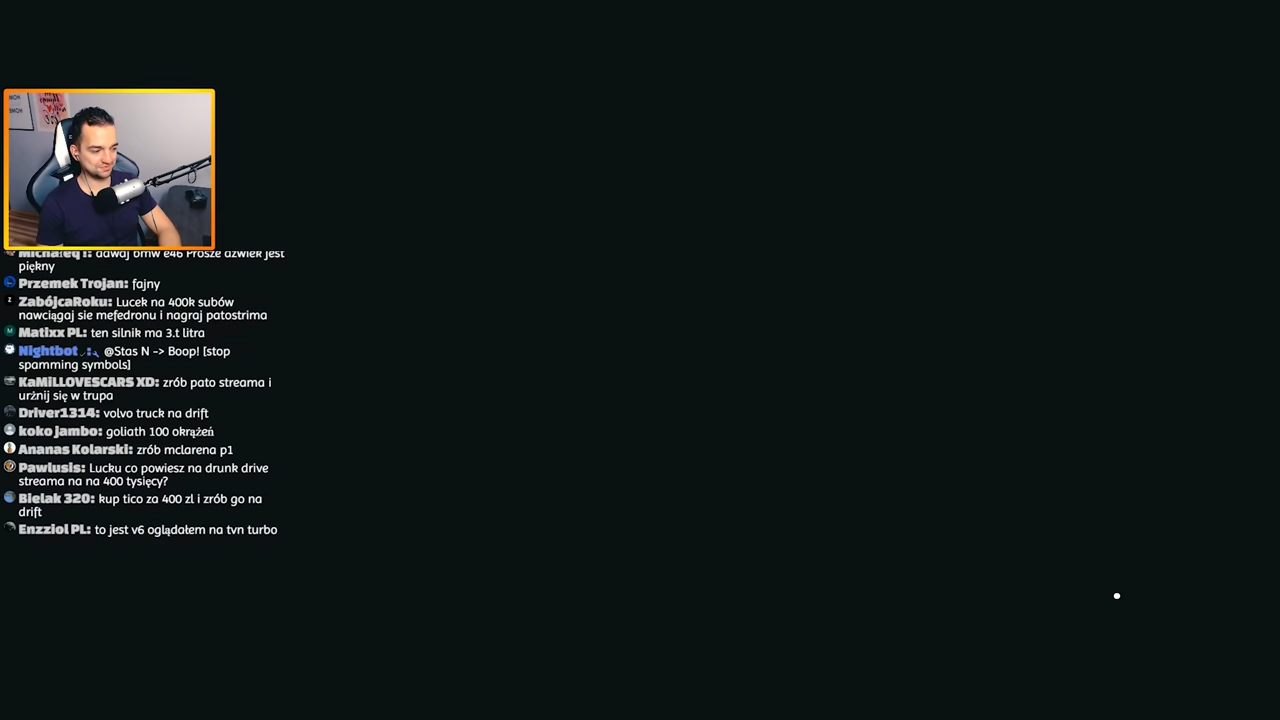 Michałeq I: dawaj bmw e46 Prosze dzwiek jest
piękny
Przemek Trojan: fajny
ZabójcaRoku: Lucek na 400k subów
nawciągaj sie mefedronu i nagraj patostrima
Matixx PL: ten silnik ma 3.t litra
Nightbot : @Stas N -> Boop! [stop
spamming symbols]
KaMiLLOVESCARS XD: zrób pato streama i
urżnij się w trupa
Driver1314: volvo truck na drift
koko jambo: goliath 100 okrążeń
Ananas Kolarski: zrób mclarena p1
Pawlusis: Lucku co powiesz na drunk drive
streama na na 400 tysięcy?
Bielak 320: kup tico za 400 zl i zrób go na
drift
Enzziol PL: to jest v6 oglądałem na tvn turbo